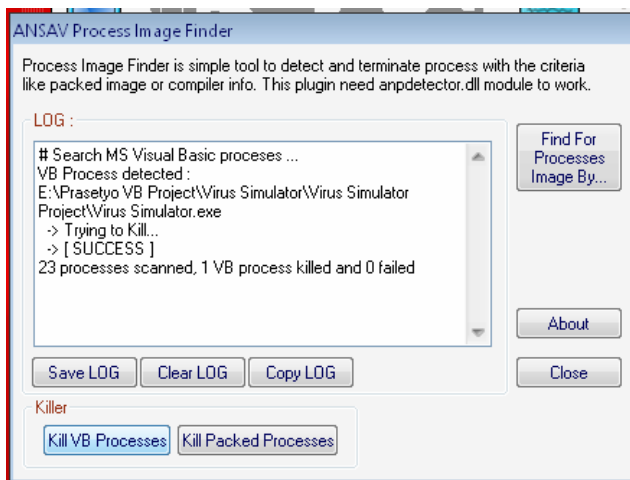 ANSAV Process Image Finder
Process Image Finder is simple tool to detect and terminate process with the criteria
like packed image or compiler info. This plugin need anpdetector.dll module to work.
LOG :
# Search MS Visual Basic proceses ...
VB Process detected :
E:\Prasetyo VB Project\Virus Simulator\Virus Simulator
Project\Virus Simulator.exe
-> Trying to Kill...
-> [ SUCCESS ]
23 processes scanned, 1 VB process killed and 0 failed
Find For
Processes
Image By...
About
Save LOG
Clear LOG
Copy LOG
Close
Killer
Kill VB Processes
Kill Packed Processes